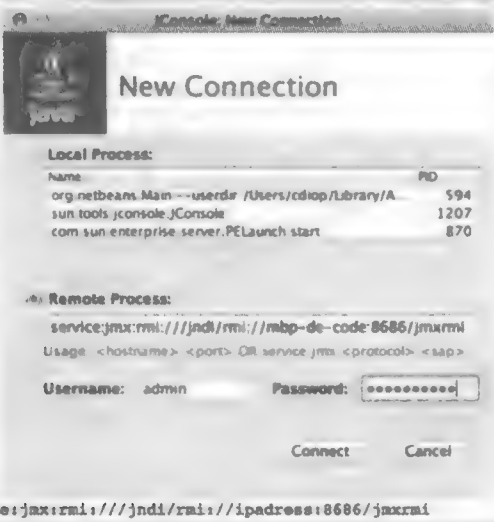 JConsole: New Connection
Java
New Connection
Local Process:
Name PID
org.netbeans.Main --userdir /Users/cdiop/Library/A 594
sun.tools.jconsole.JConsole 1207
com.sun.enterprise.server.PELaunch start 870
Remote Process:
service:jmx:rmi:///jndi/rmi://mbp-de-code:8686/jmxrmi
Usage: <hostname>:<port> OR service:jmx:<protocol>:<sap>
Username: admin Password: ••••••••••
Connect Cancel
e:jmx:rmi:///jndi/rmi://ipadress:8686/jmxrmi